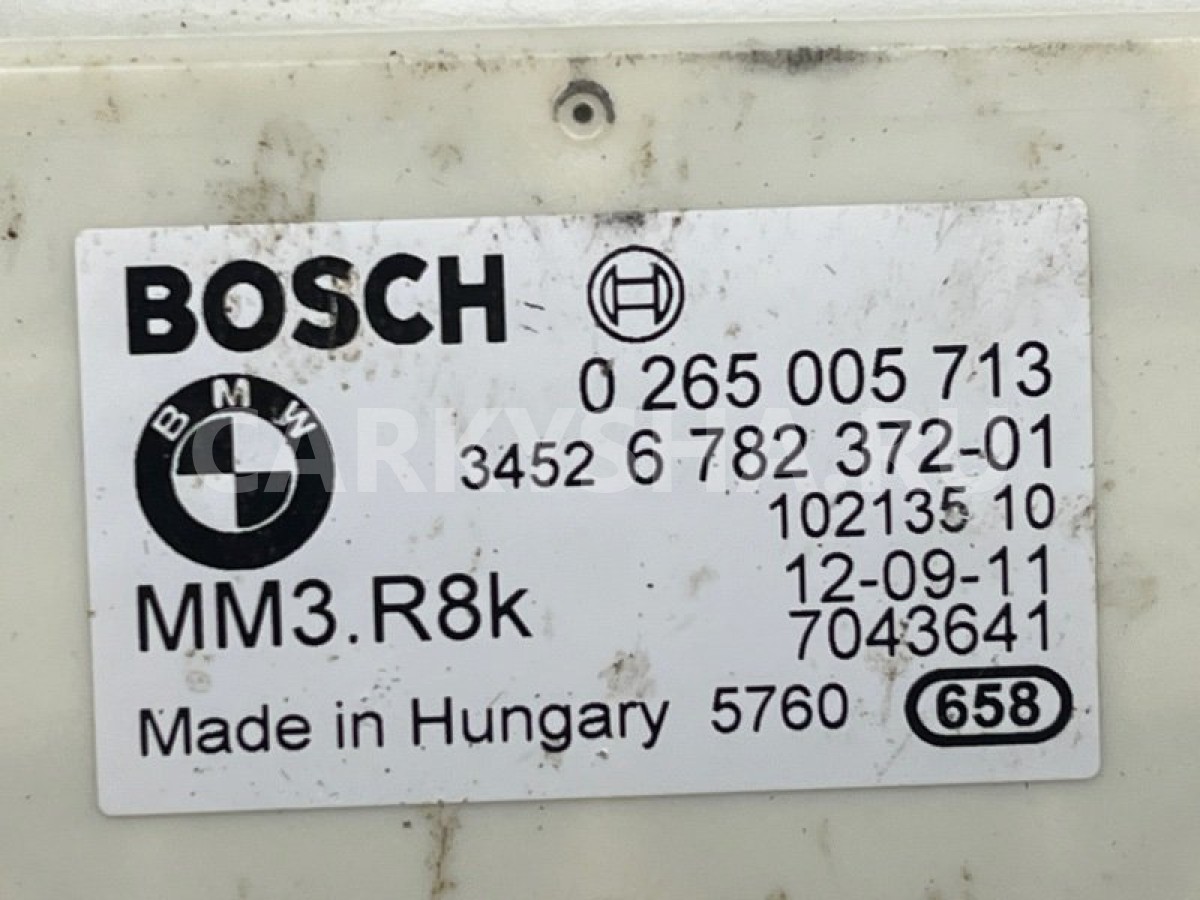 BOSCH
0 265 005 713
BMW
3452 6 782 372-01
102135 10
12-09-11
MM3.R8k
7043641
Made in Hungary 5760 658
CARKYSHA.RU